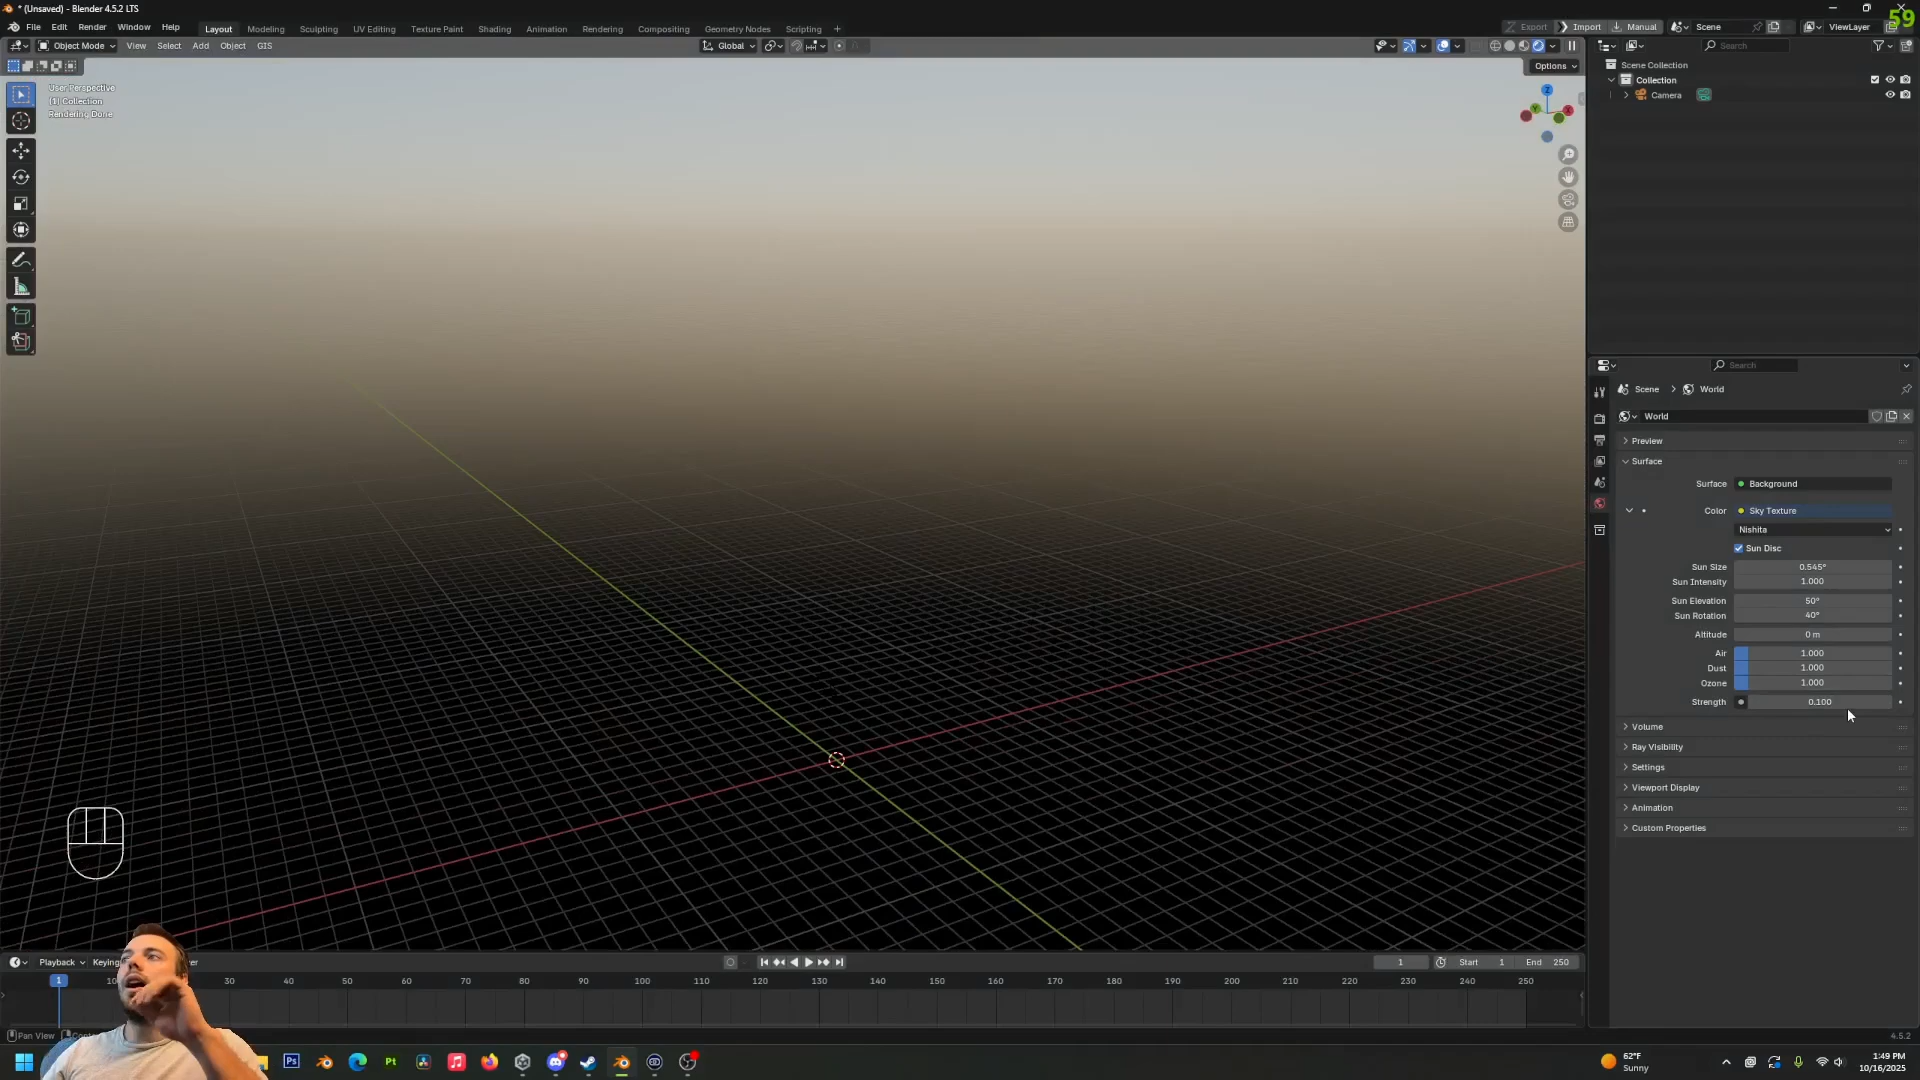 * (Unsaved) - Blender 4.5.2 LTS
59
File Edit Render Window Help Layout Modeling Sculpting UV Editing Texture Paint Shading Animation Rendering Compositing Geometry Nodes Scripting +
Export Import Manual Scene ViewLayer
Object Mode View Select Add Object GIS Global
Search
Options
User Perspective
(1) Collection
Rendering Done
Z
Y
X
Scene Collection
Collection
Camera
Search
Scene > World
World
Preview
Surface
Surface Background
Color Sky Texture
Nishita
Sun Disc
Sun Size 0.545°
Sun Intensity 1.000
Sun Elevation 50°
Sun Rotation 40°
Altitude 0 m
Air 1.000
Dust 1.000
Ozone 1.000
Strength 0.100
Volume
Ray Visibility
Settings
Viewport Display
Animation
Custom Properties
Playback
1 Start 1 End 250
1 30 40 50 60 70 80 90 100 110 120 130 140 150 160 170 180 190 200 210 220 230 240 250
Pan View
4.5.2
Ps Pt
62°F
Sunny
1:49 PM
10/16/2025